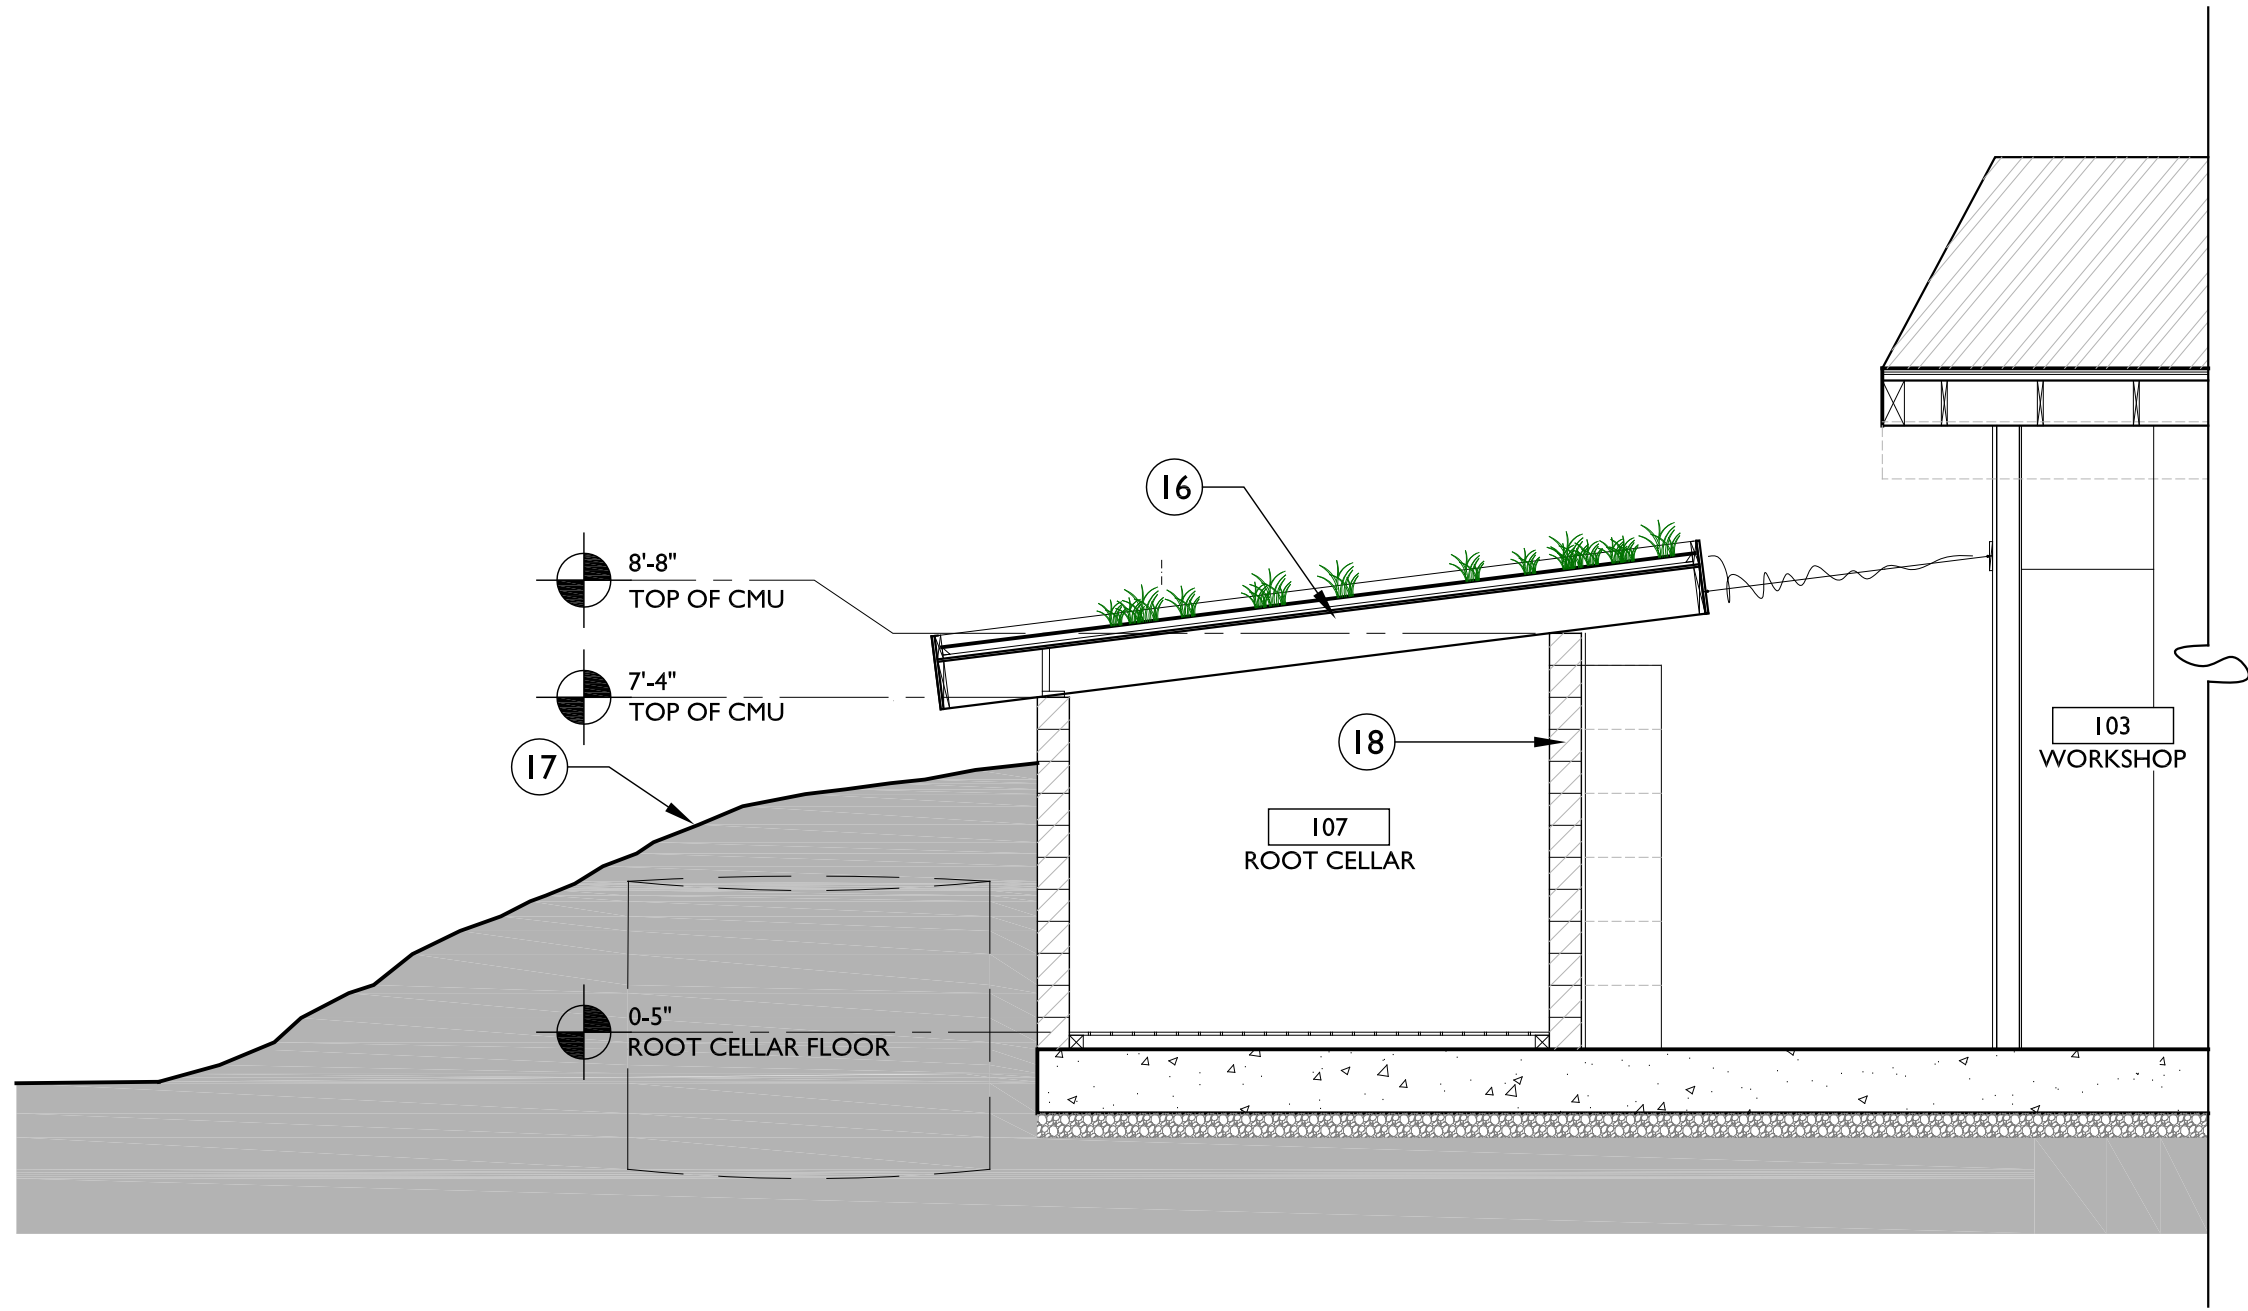 16
8'-8"
TOP OF CMU
7'-4"
TOP OF CMU
17
18
103
WORKSHOP
107
ROOT CELLAR
0-5"
ROOT CELLAR FLOOR